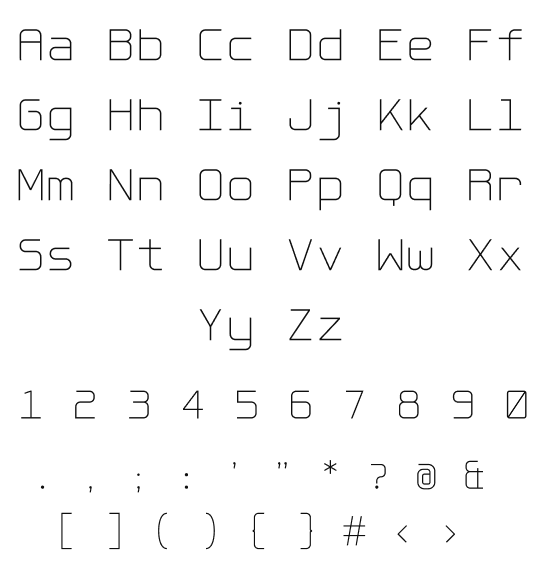 Aa Bb Cc Dd Ee Ff
Gg Hh Ii Jj Kk Ll
Mm Nn Oo Pp Qq Rr
Ss Tt Uu Vv Ww Xx
Yy Zz
1 2 3 4 5 6 7 8 9 0
. , ; : ’ ” * ? @ &
[ ] ( ) { } # < >